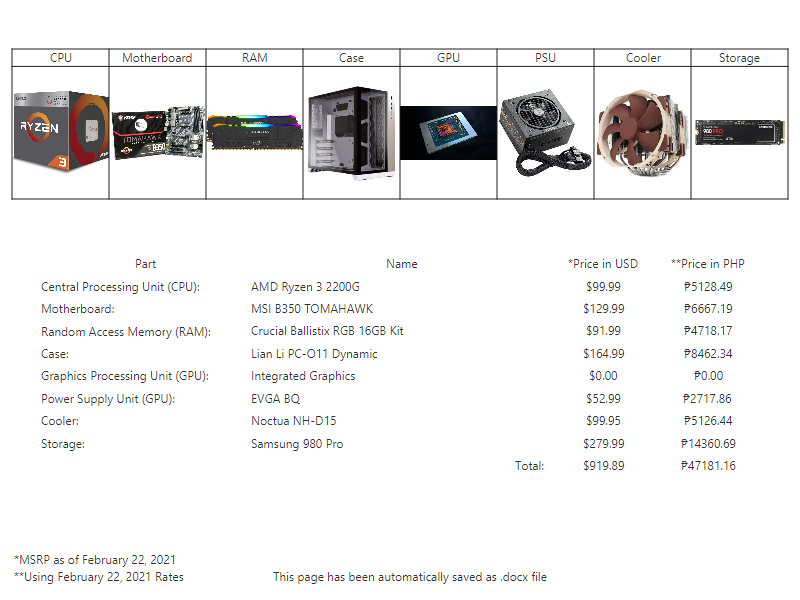 CPU Motherboard RAM Case GPU PSU Cooler Storage
RYZEN
3
TOMAHAWK
B350
980 PRO
Part Name *Price in USD **Price in PHP
Central Processing Unit (CPU): AMD Ryzen 3 2200G $99.99 ₱5128.49
Motherboard: MSI B350 TOMAHAWK $129.99 ₱6667.19
Random Access Memory (RAM): Crucial Ballistix RGB 16GB Kit $91.99 ₱4718.17
Case: Lian Li PC-O11 Dynamic $164.99 ₱8462.34
Graphics Processing Unit (GPU): Integrated Graphics $0.00 ₱0.00
Power Supply Unit (GPU): EVGA BQ $52.99 ₱2717.86
Cooler: Noctua NH-D15 $99.95 ₱5126.44
Storage: Samsung 980 Pro $279.99 ₱14360.69
Total: $919.89 ₱47181.16
*MSRP as of February 22, 2021
**Using February 22, 2021 Rates This page has been automatically saved as .docx file